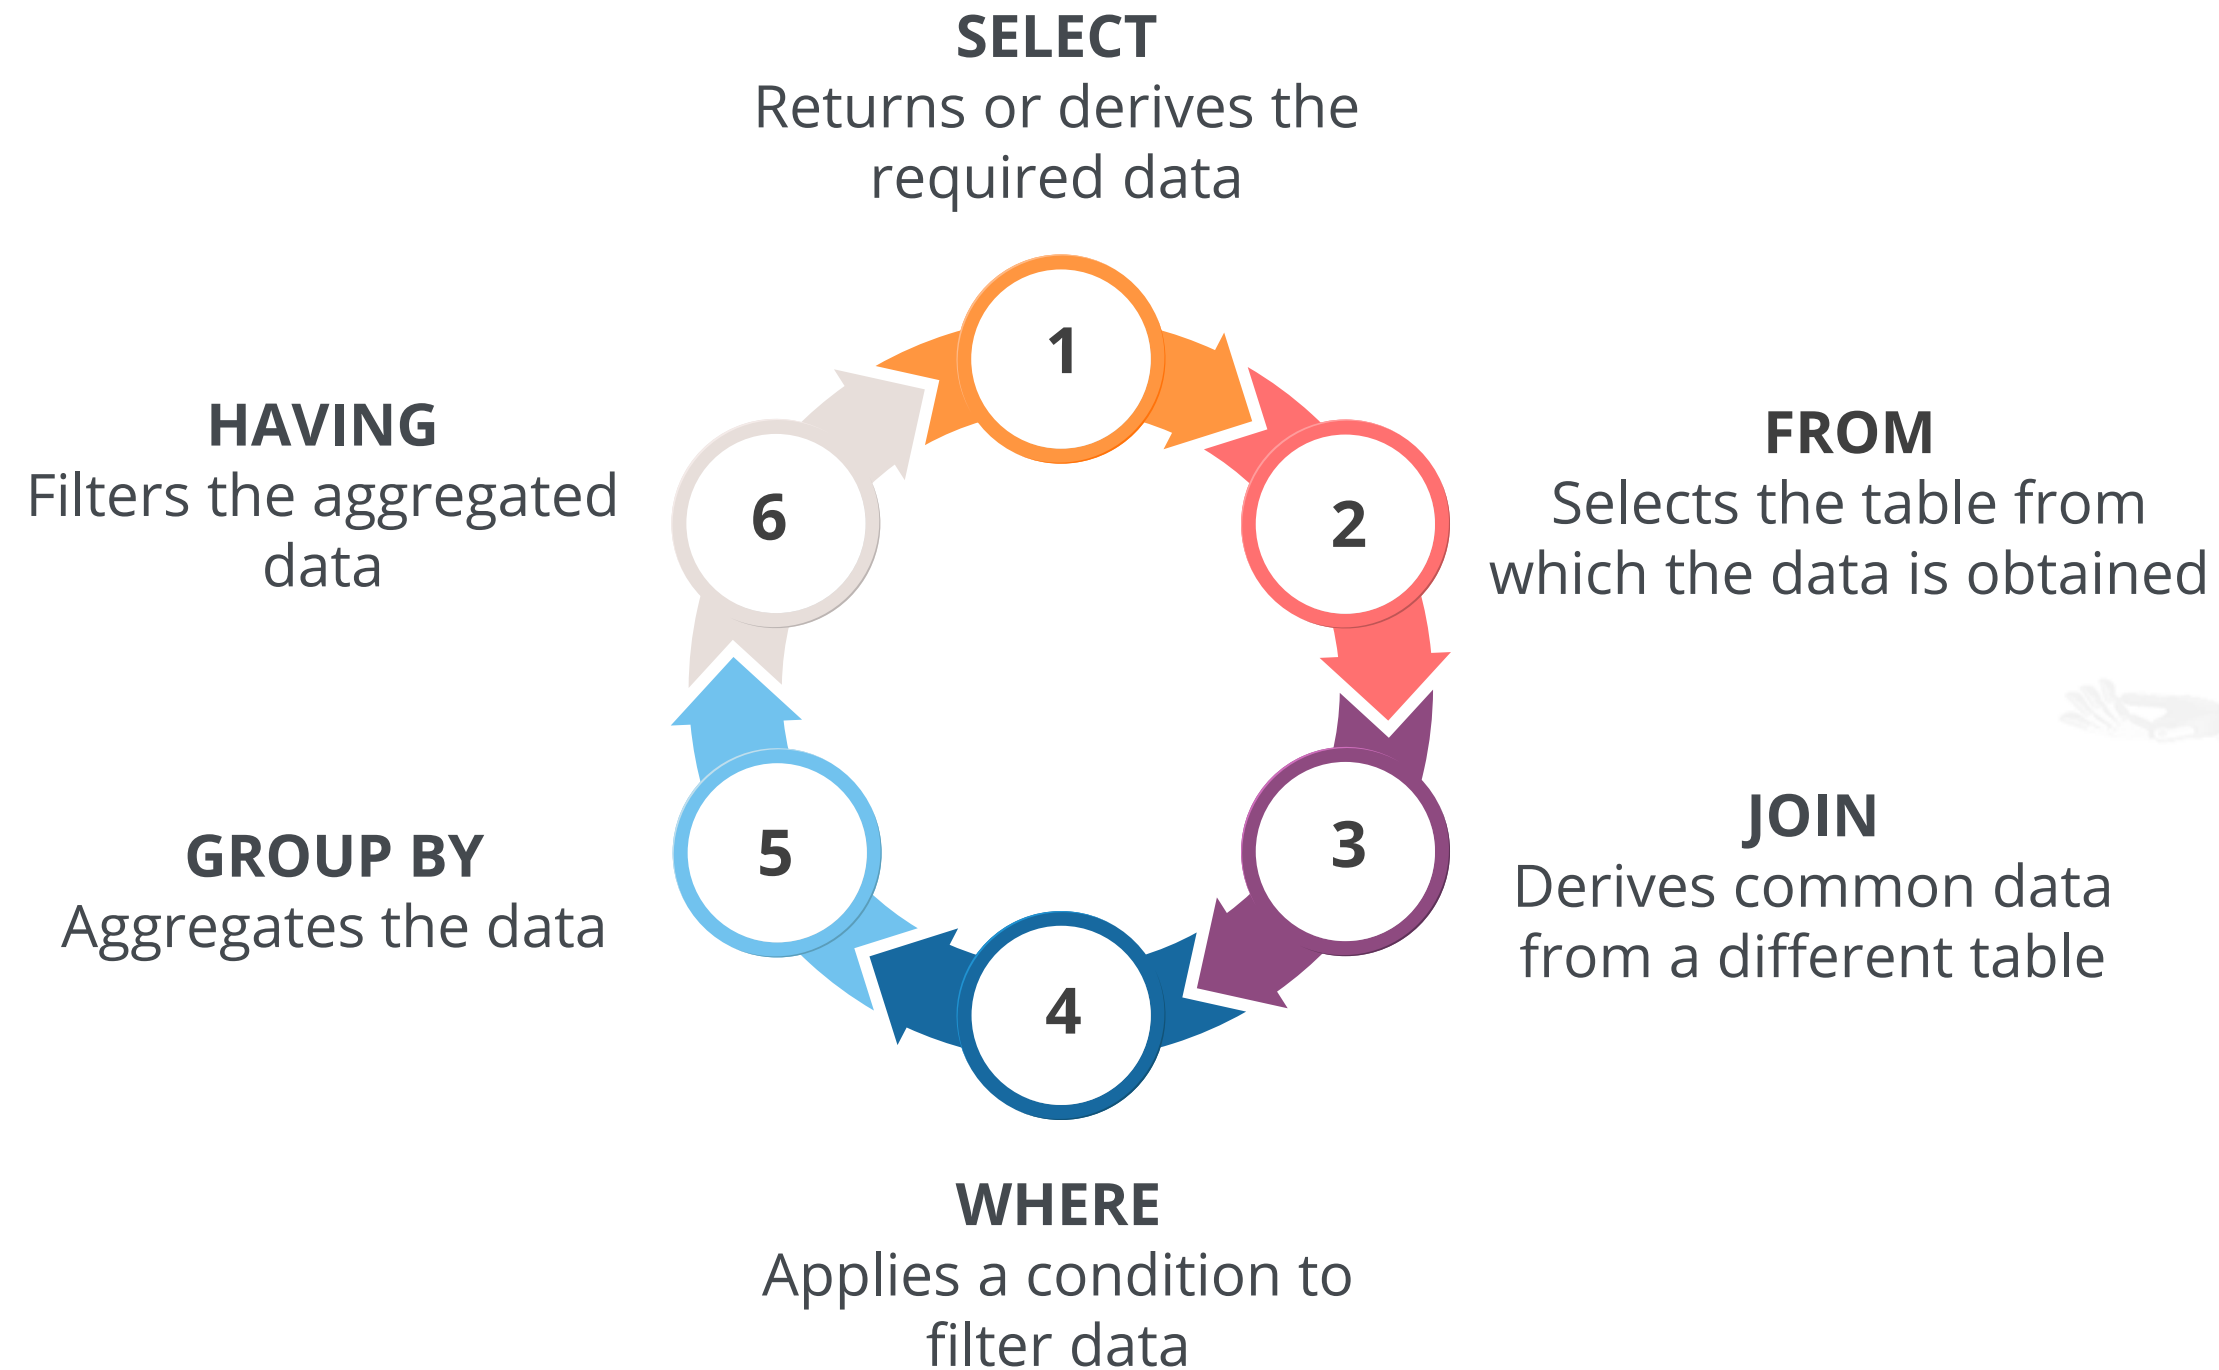 SELECT
Returns or derives the
required data
1
FROM
Selects the table from
which the data is obtained
2
JOIN
Derives common data
from a different table
3
WHERE
Applies a condition to
filter data
4
GROUP BY
Aggregates the data
5
HAVING
Filters the aggregated
data
6